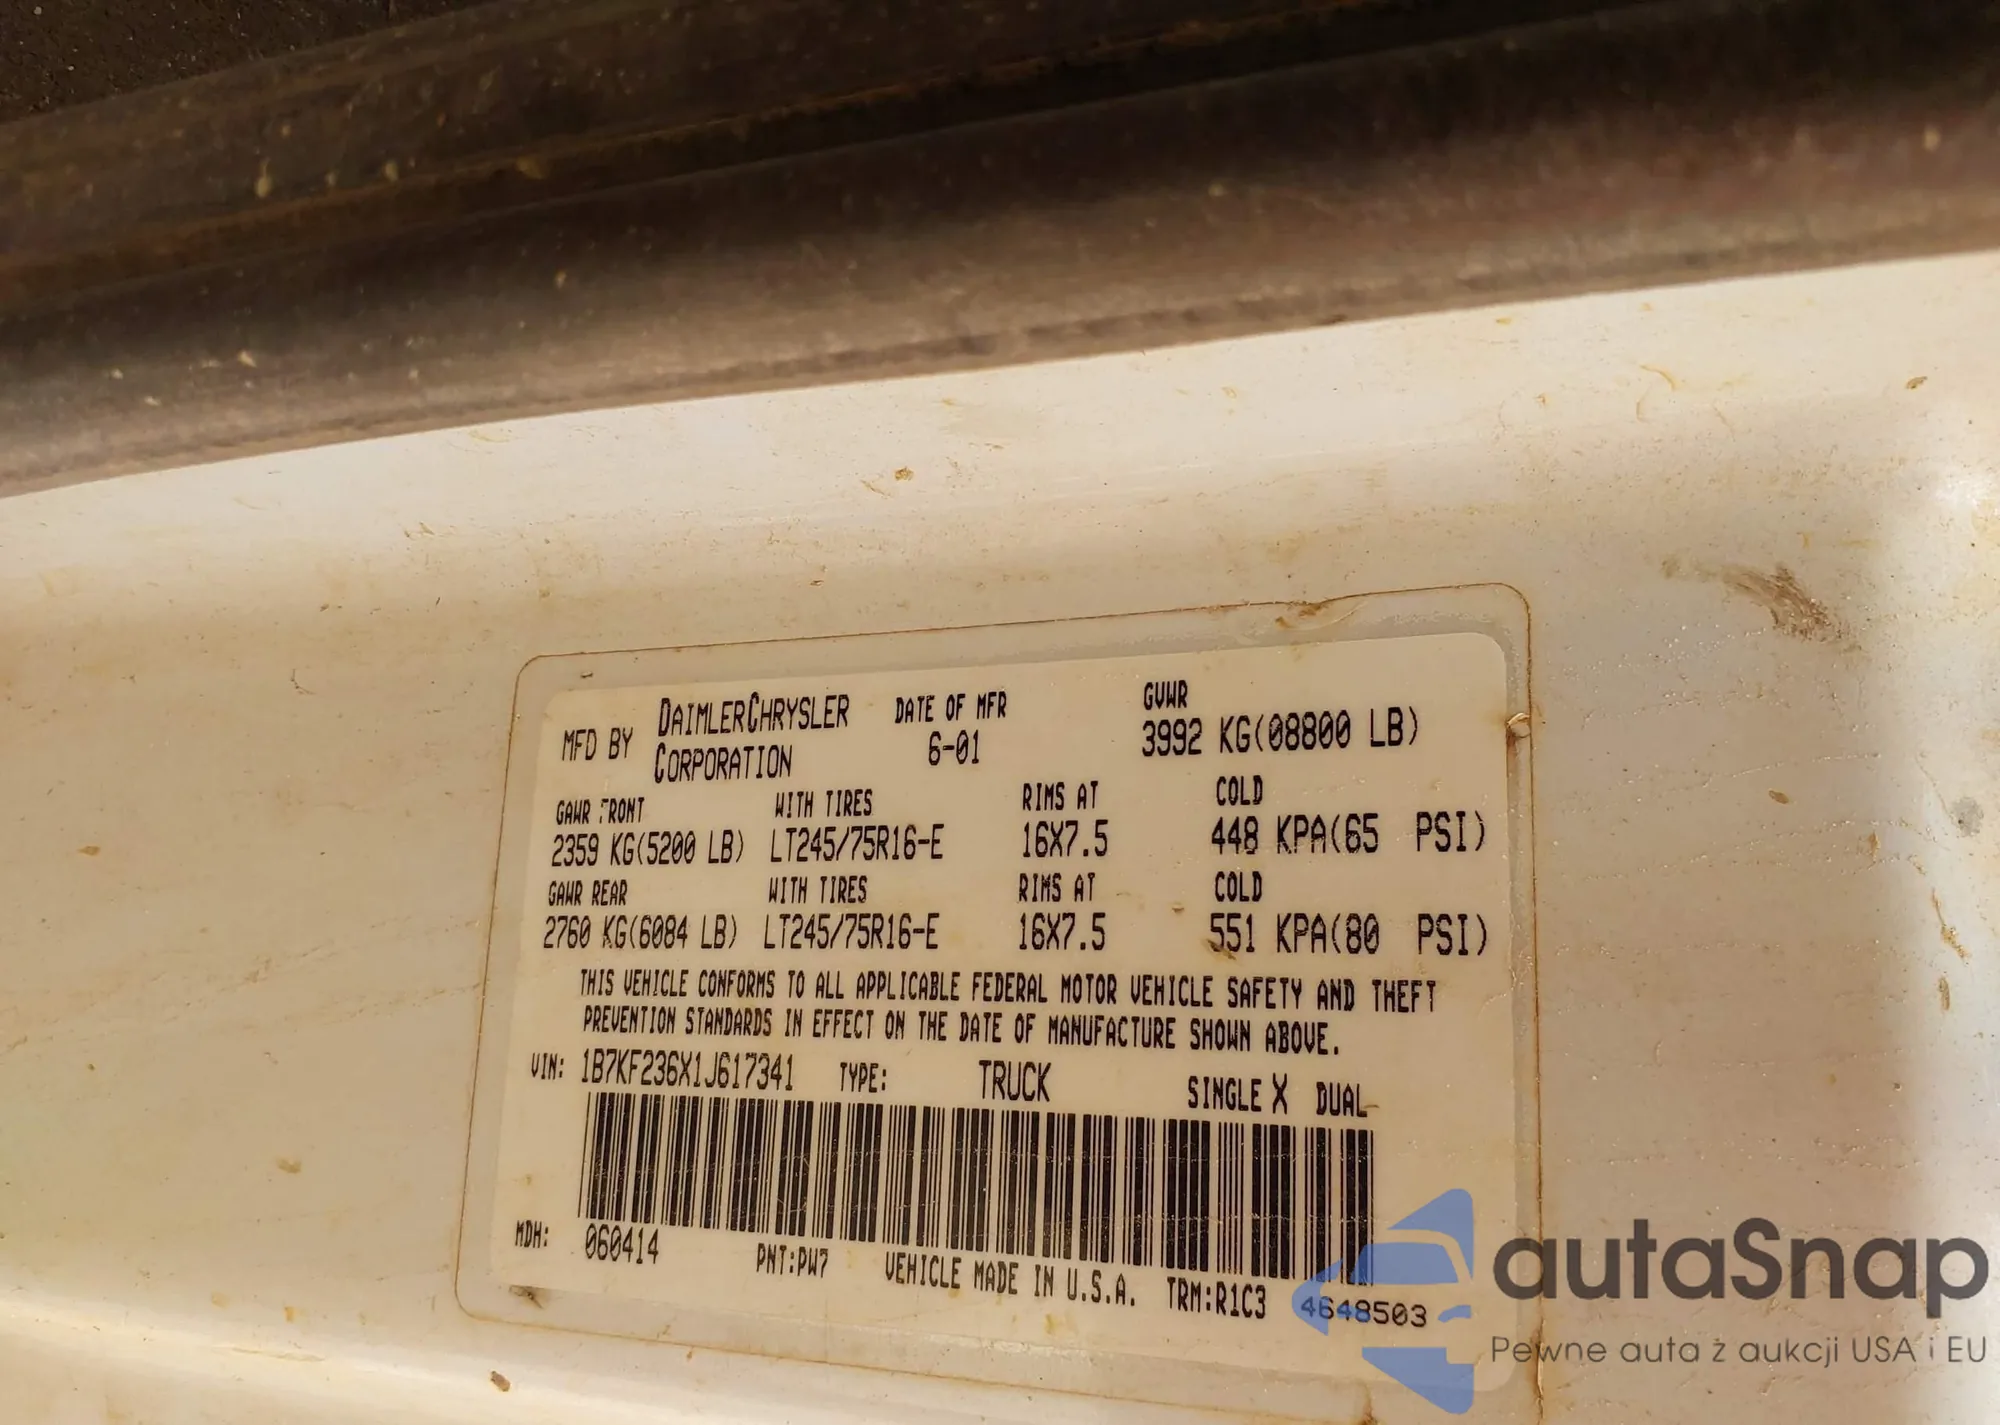 MFD BY DAIMLERCHRYSLER CORPORATION DATE OF MFR 6-01 GVWR 3992 KG(08800 LB)
GAWR FRONT WITH TIRES RIMS AT COLD
2359 KG(5200 LB) LT245/75R16-E 16X7.5 448 KPA(65 PSI)
GAWR REAR WITH TIRES RIMS AT COLD
2760 KG(6084 LB) LT245/75R16-E 16X7.5 551 KPA(80 PSI)
THIS VEHICLE CONFORMS TO ALL APPLICABLE FEDERAL MOTOR VEHICLE SAFETY AND THEFT
PREVENTION STANDARDS IN EFFECT ON THE DATE OF MANUFACTURE SHOWN ABOVE.
VIN: 1B7KF236X1J617341 TYPE: TRUCK SINGLE X DUAL
MDH: 060414 PNT:PW7 VEHICLE MADE IN U.S.A. TRM:R1C3 4648503
autaSnap
Pewne auta z aukcji USA i EU